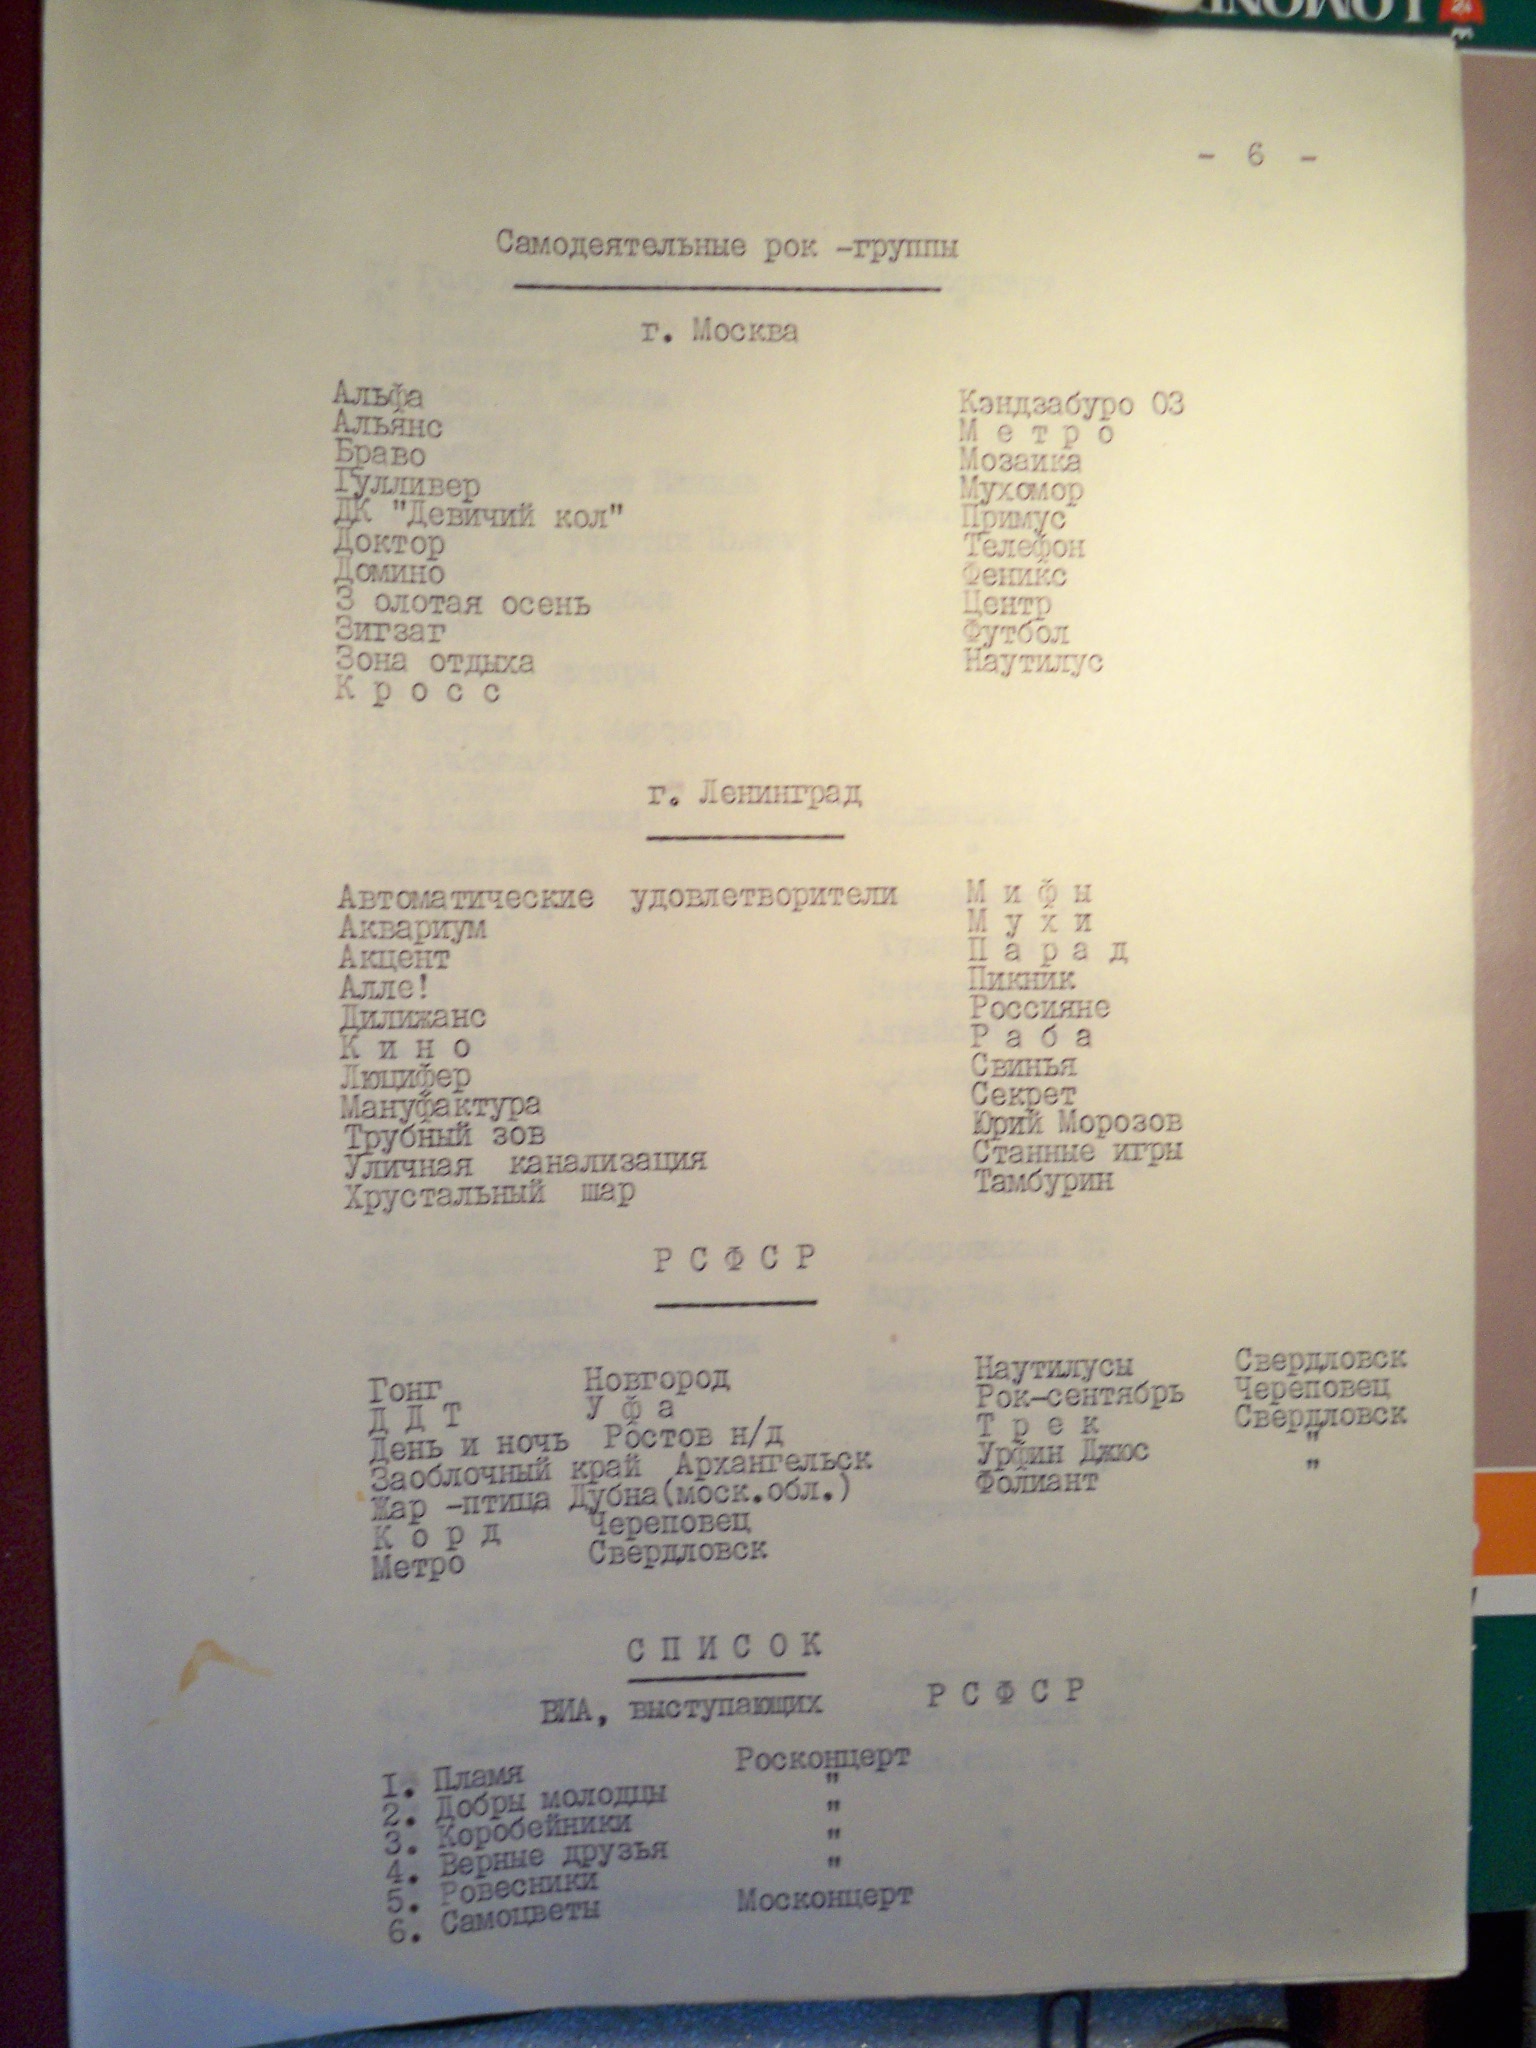 LOMON
- 6 -
Самодеятельные рок -группы
г. Москва
Альфа
Альянс
Браво
Гулливер
ДК "Девичий кол"
Доктор
Домино
З олотая осень
Зигзаг
Зона отдыха
К р о с с
Кэндзабуро 03
М е т р о
Мозаика
Мухомор
Примус
Телефон
Феникс
Центр
Футбол
Наутилус
г. Ленинград
Автоматические удовлетворители
Аквариум
Акцент
Алле!
Дилижанс
К и н о
Люцифер
Мануфактура
Трубный зов
Уличная канализация
Хрустальный шар
М и ф ы
М у х и
П а р а д
Пикник
Россияне
Р а б а
Свинья
Секрет
Юрий Морозов
Станные игры
Тамбурин
Р С Ф С Р
Гонг Новгород
Д Д Т У ф а
День и ночь Ростов н/д
Заоблочный край Архангельск
Жар -птица Дубна(моск.обл.)
К о р д Череповец
Метро Свердловск
Наутилусы Свердловск
Рок-сентябрь Череповец
Т р е к Свердловск
Урфин Джюс "
Фолиант "
С П И С О К
ВИА, выступающих Р С Ф С Р
I. Пламя Росконцерт
2. Добры молодцы "
3. Коробейники "
4. Верные друзья "
5. Ровесники "
6. Самоцветы Москонцерт